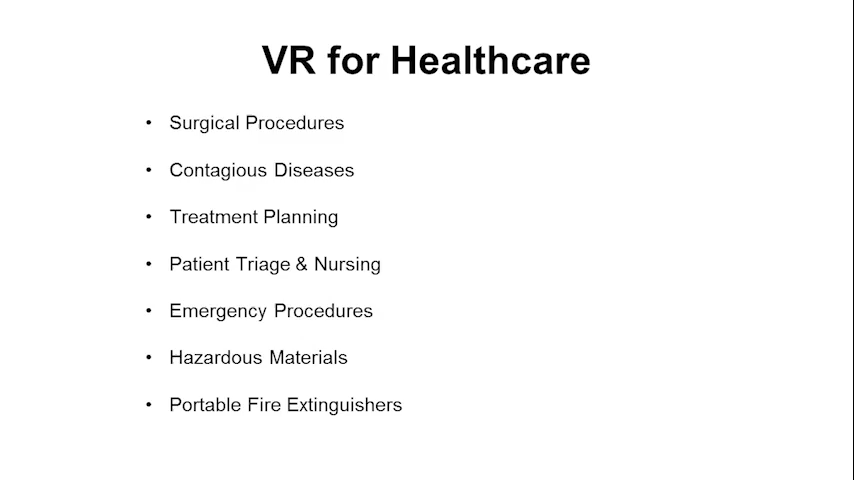 VR for Healthcare
• Surgical Procedures
• Contagious Diseases
• Treatment Planning
• Patient Triage & Nursing
• Emergency Procedures
• Hazardous Materials
• Portable Fire Extinguishers